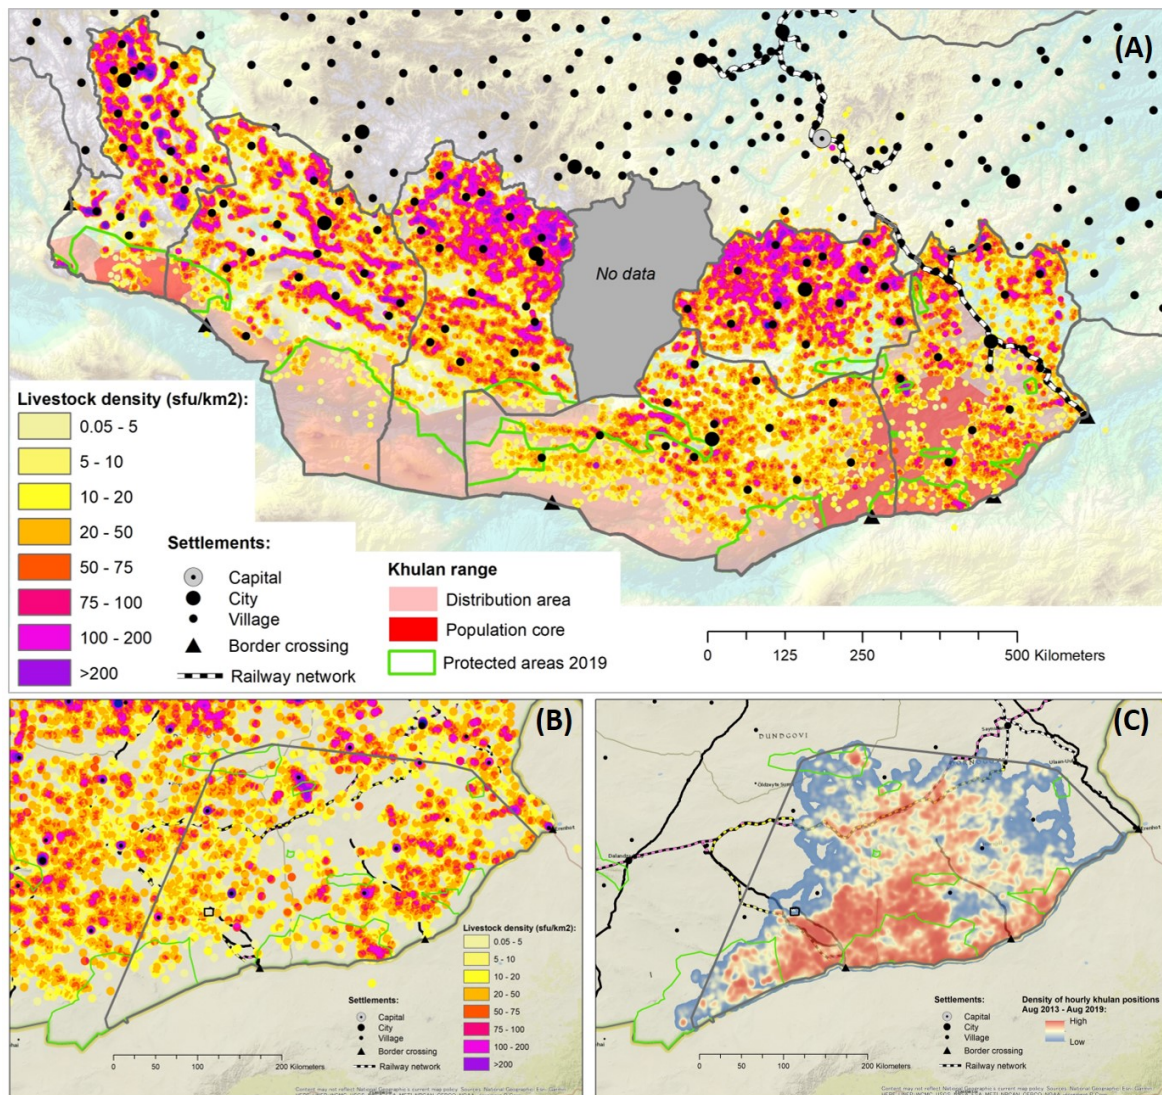 (A)
No data
Livestock density (sfu/km2):
0.05 - 5
5 - 10
10 - 20
20 - 50
50 - 75
75 - 100
100 - 200
>200
Settlements:
Capital
City
Village
Border crossing
Railway network
Khulan range
Distribution area
Population core
Protected areas 2019
0 125 250 500 Kilometers
(B)
Livestock density (sfu/km2):
0.05 - 5
5 - 10
10 - 20
20 - 50
50 - 75
75 - 100
100 - 200
>200
Settlements:
Capital
City
Village
Border crossing
Railway network
0 50 100 200 Kilometers
(C)
DUNDGOVI
Settlements:
Capital
City
Village
Border crossing
Railway network
Density of hourly khulan positions
Aug 2013 - Aug 2019:
High
Low
0 50 100 200 Kilometers